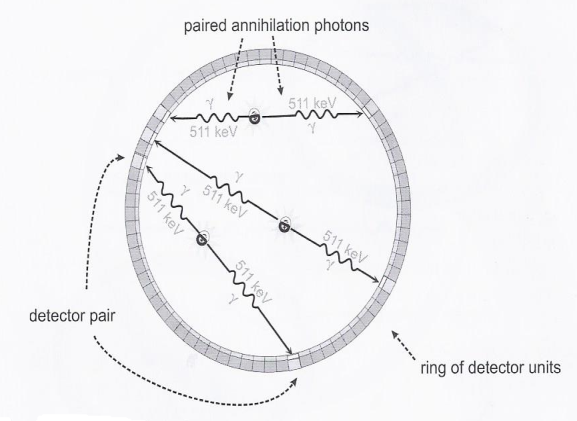 paired annihilation photons
γ
511 keV
511 keV
γ
γ
511 keV
511 keV
γ
γ
511 keV
511 keV
γ
detector pair
ring of detector units